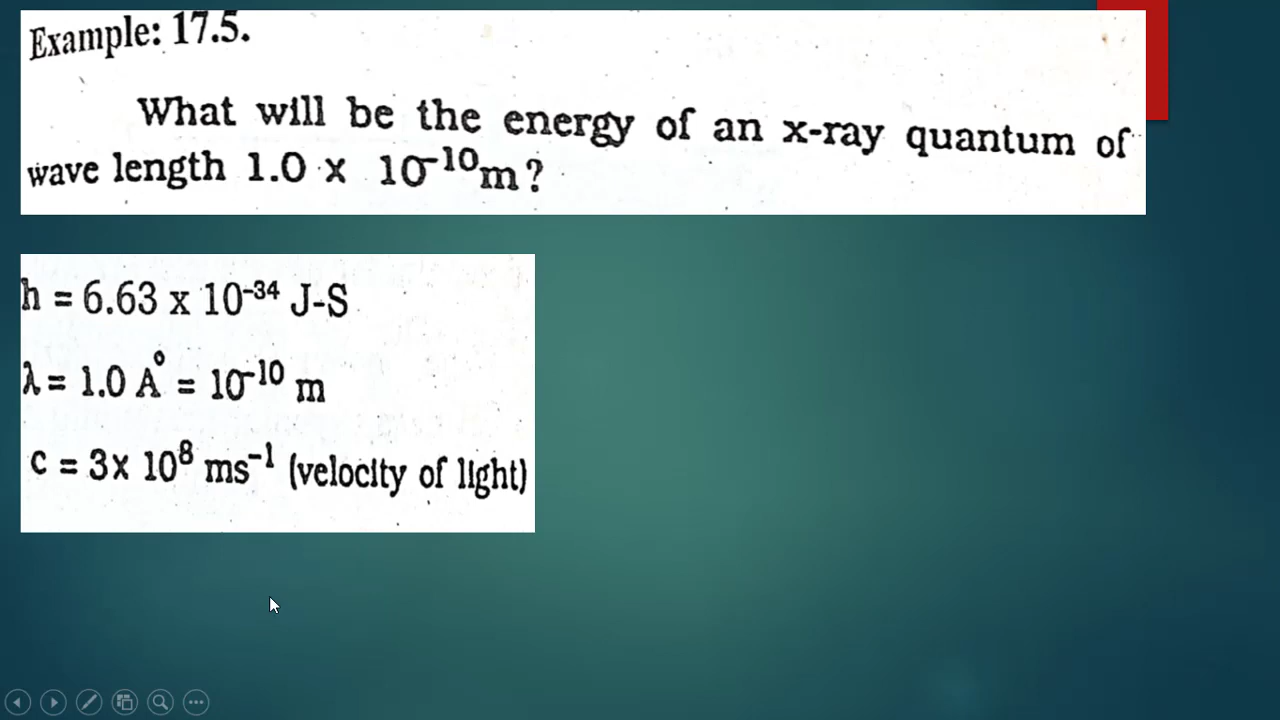 Example: 17.5.
What will be the energy of an x-ray quantum of
wave length 1.0 x 10⁻¹⁰m?
h = 6.63 x 10⁻³⁴ J-S
λ = 1.0 A° = 10⁻¹⁰ m
c = 3x 10⁸ ms⁻¹ (velocity of light)